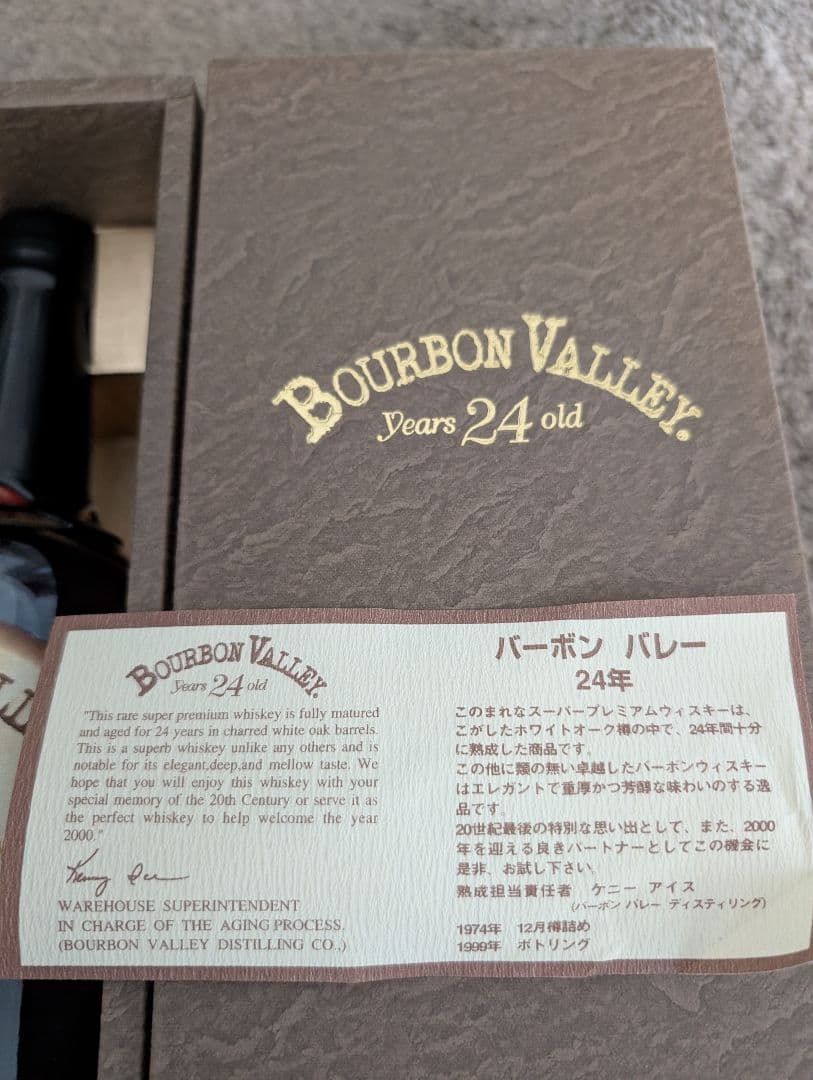 BOURBON VALLEY.
years 24 old
BOURBON VALLEY.
Years 24 old
"This rare super premium whiskey is fully matured
and aged for 24 years in charred white oak barrels.
This is a superb whiskey unlike any others and is
notable for its elegant,deep,and mellow taste. We
hope that you will enjoy this whiskey with your
special memory of the 20th Century or serve it as
the perfect whiskey to help welcome the year
2000."
WAREHOUSE SUPERINTENDENT
IN CHARGE OF THE AGING PROCESS.
(BOURBON VALLEY DISTILLING CO.,)
バーボン バレー
24年
このまれなスーパープレミアムウィスキーは、
こがしたホワイトオーク樽の中で、24年間十分
に熟成した商品です。
この他に類の無い卓越したバーボンウィスキー
はエレガントで重厚かつ芳醇な味わいのする逸
品です。
20世紀最後の特別な思い出として、また、2000
年を迎える良きパートナーとしてこの機会に
是非、お試し下さい。
熟成担当責任者 ケニー アイス
(バーボン バレー ディスティリング)
1974年 12月樽詰め
1999年 ボトリング